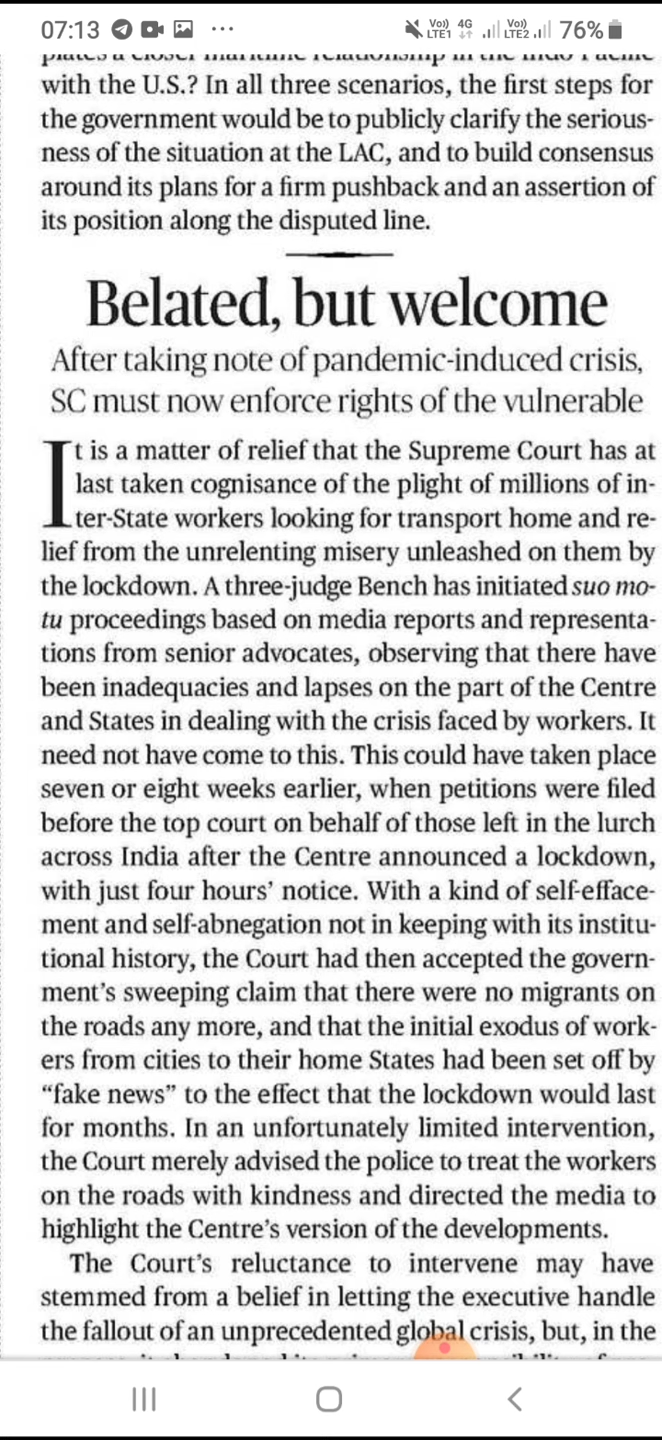 07:13 ... Vo)) 4G Vo)) 76%
LTE1 LTE2
with the U.S.? In all three scenarios, the first steps for
the government would be to publicly clarify the serious-
ness of the situation at the LAC, and to build consensus
around its plans for a firm pushback and an assertion of
its position along the disputed line.
Belated, but welcome
After taking note of pandemic-induced crisis,
SC must now enforce rights of the vulnerable
It is a matter of relief that the Supreme Court has at
last taken cognisance of the plight of millions of in-
ter-State workers looking for transport home and re-
lief from the unrelenting misery unleashed on them by
the lockdown. A three-judge Bench has initiated suo mo-
tu proceedings based on media reports and representa-
tions from senior advocates, observing that there have
been inadequacies and lapses on the part of the Centre
and States in dealing with the crisis faced by workers. It
need not have come to this. This could have taken place
seven or eight weeks earlier, when petitions were filed
before the top court on behalf of those left in the lurch
across India after the Centre announced a lockdown,
with just four hours’ notice. With a kind of self-efface-
ment and self-abnegation not in keeping with its institu-
tional history, the Court had then accepted the govern-
ment’s sweeping claim that there were no migrants on
the roads any more, and that the initial exodus of work-
ers from cities to their home States had been set off by
“fake news” to the effect that the lockdown would last
for months. In an unfortunately limited intervention,
the Court merely advised the police to treat the workers
on the roads with kindness and directed the media to
highlight the Centre’s version of the developments.
The Court’s reluctance to intervene may have
stemmed from a belief in letting the executive handle
the fallout of an unprecedented global crisis, but, in the